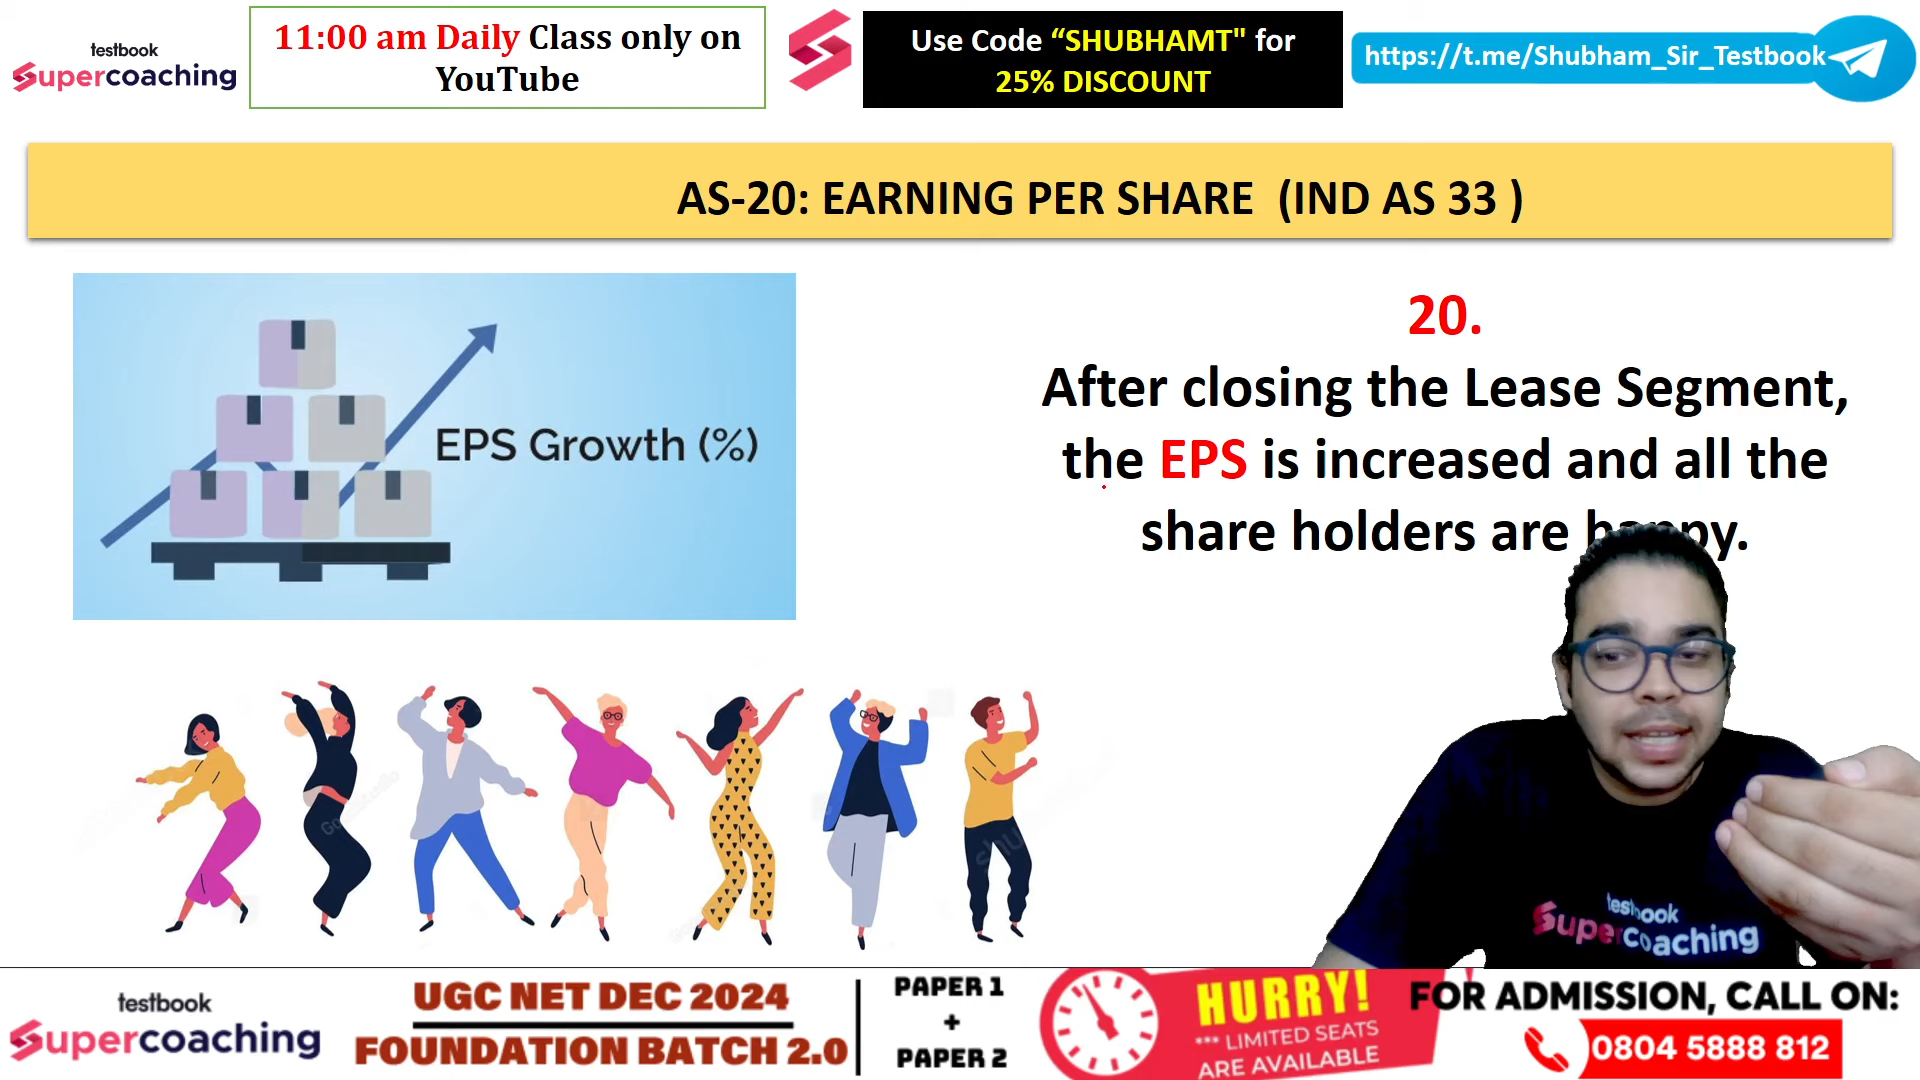 testbook
Supercoaching
11:00 am Daily Class only on
YouTube
Use Code “SHUBHAMT" for
25% DISCOUNT
https://t.me/Shubham_Sir_Testbook
AS-20: EARNING PER SHARE (IND AS 33 )
EPS Growth (%)
20.
After closing the Lease Segment,
the EPS is increased and all the
share holders are happy.
testbook
Supercoaching
testbook
Supercoaching
UGC NET DEC 2024
FOUNDATION BATCH 2.0
PAPER 1
+
PAPER 2
HURRY!
*** LIMITED SEATS
ARE AVAILABLE
FOR ADMISSION, CALL ON:
0804 5888 812